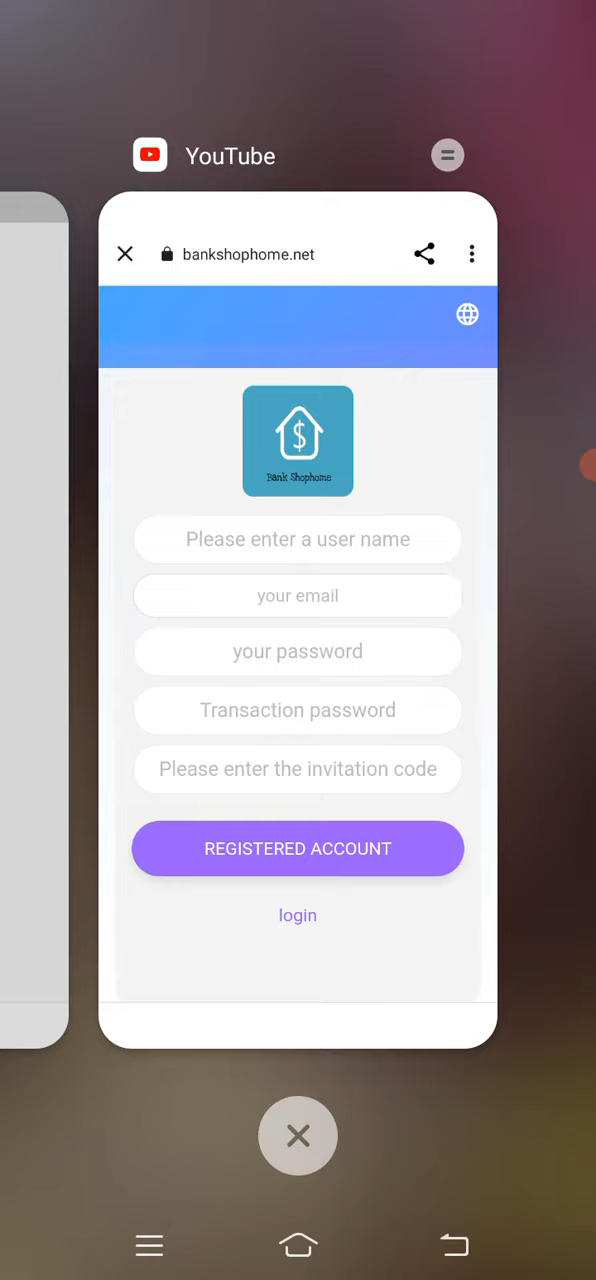 YouTube
bankshophome.net
$
Bank Shophome
Please enter a user name
your email
your password
Transaction password
Please enter the invitation code
REGISTERED ACCOUNT
login